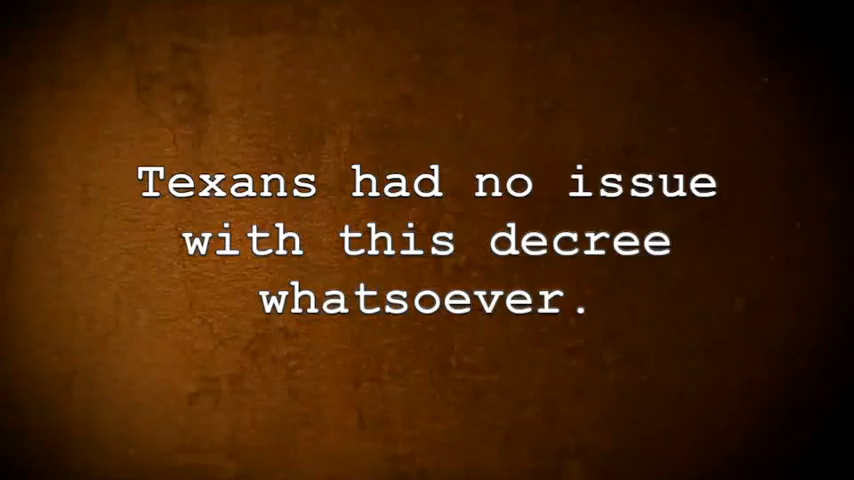 Texans had no issue
with this decree
whatsoever.